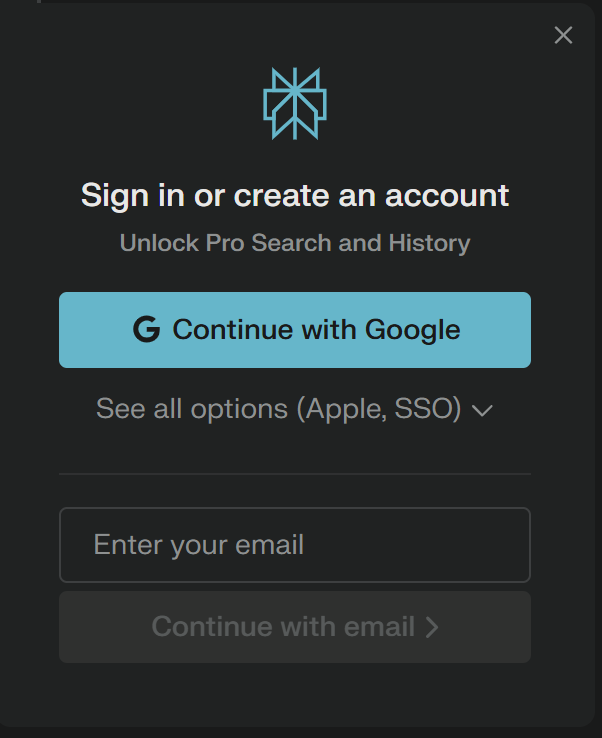 Sign in or create an account
Unlock Pro Search and History
Continue with Google
See all options (Apple, SSO)
Enter your email
Continue with email